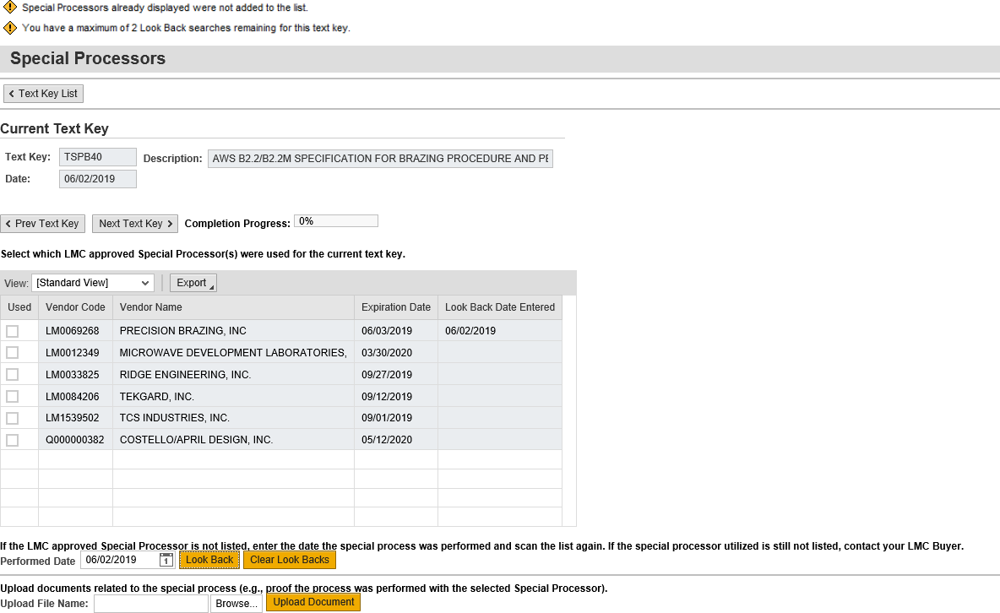 Special Processors already displayed were not added to the list.
You have a maximum of 2 Look Back searches remaining for this text key.
Special Processors
Text Key List
Current Text Key
Text Key: TSPB40 Description: AWS B2.2/B2.2M SPECIFICATION FOR BRAZING PROCEDURE AND
Date: 06/02/2019
Prev Text Key Next Text Key Completion Progress: 0%
Select which LMC approved Special Processor(s) were used for the current text key.
View: [Standard View] Export
Used Vendor Code Vendor Name Expiration Date Look Back Date Entered
LM0069268 PRECISION BRAZING, INC 06/03/2019 06/02/2019
LM0012349 MICROWAVE DEVELOPMENT LABORATORIES, 03/30/2020
LM0033825 RIDGE ENGINEERING, INC. 09/27/2019
LM0084206 TEKGARD, INC. 09/12/2019
LM1539502 TCS INDUSTRIES, INC. 09/01/2019
Q000000382 COSTELLO/APRIL DESIGN, INC. 05/12/2020
If the LMC approved Special Processor is not listed, enter the date the special process was performed and scan the list again. If the special processor utilized is still not listed, contact your LMC Buyer.
Performed Date 06/02/2019 1 Look Back Clear Look Backs
Upload documents related to the special process (e.g., proof the process was performed with the selected Special Processor).
Upload File Name: Browse... Upload Document